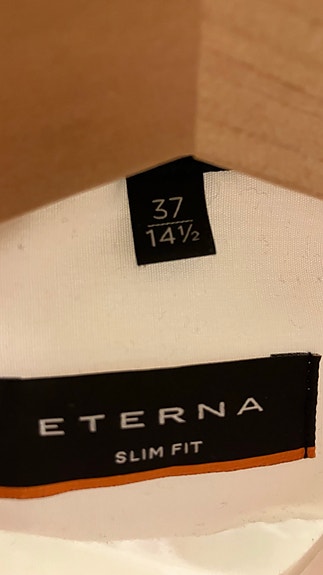 37
14½
ETERNA
SLIM FIT